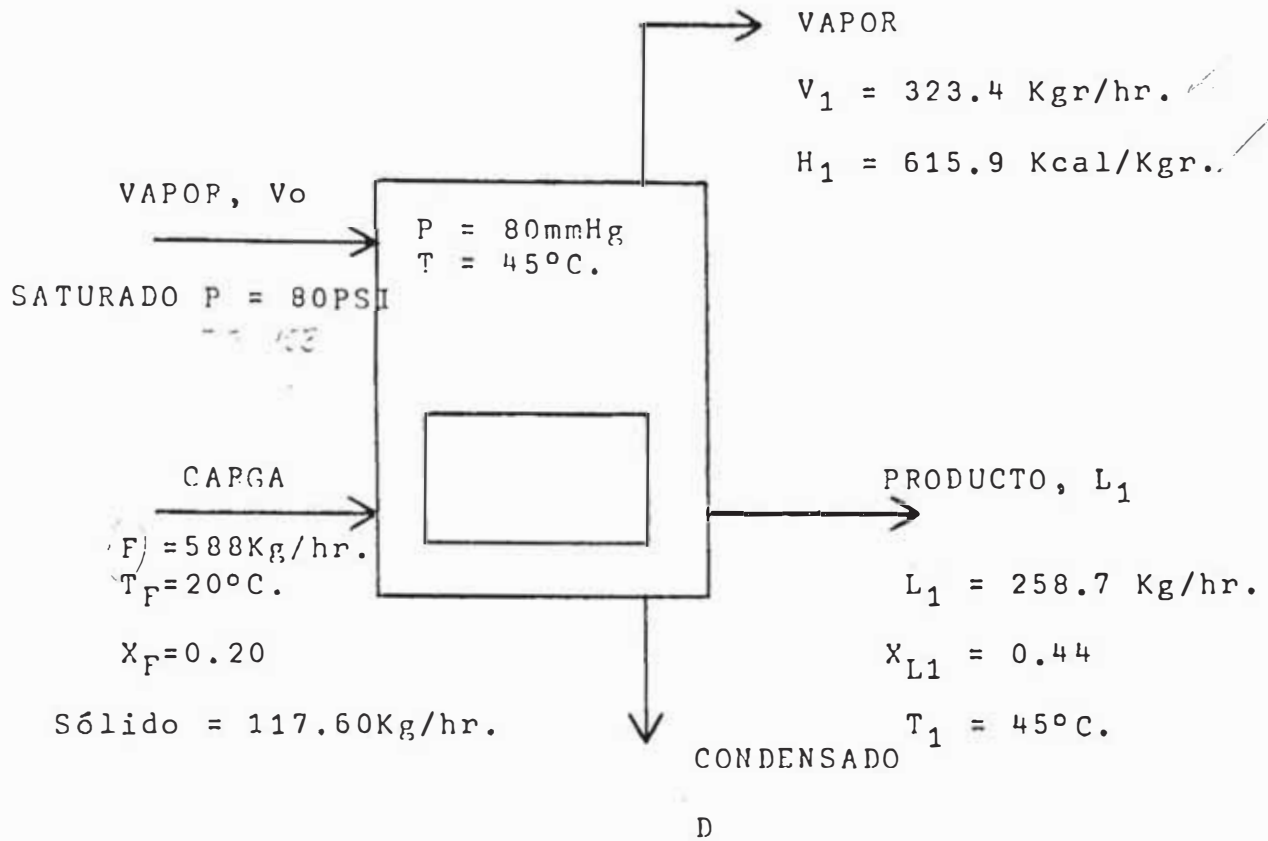 VAPOR
V1 = 323.4 Kgr/hr.
H1 = 615.9 Kcal/Kgr.
VAPOR, Vo
SATURADO P = 80PSI
P = 80mmHg
T = 45°C.
CARGA
F =588Kg/hr.
TF=20°C.
XF=0.20
Sólido = 117.60Kg/hr.
PRODUCTO, L1
L1 = 258.7 Kg/hr.
XL1 = 0.44
T1 = 45°C.
CONDENSADO
D